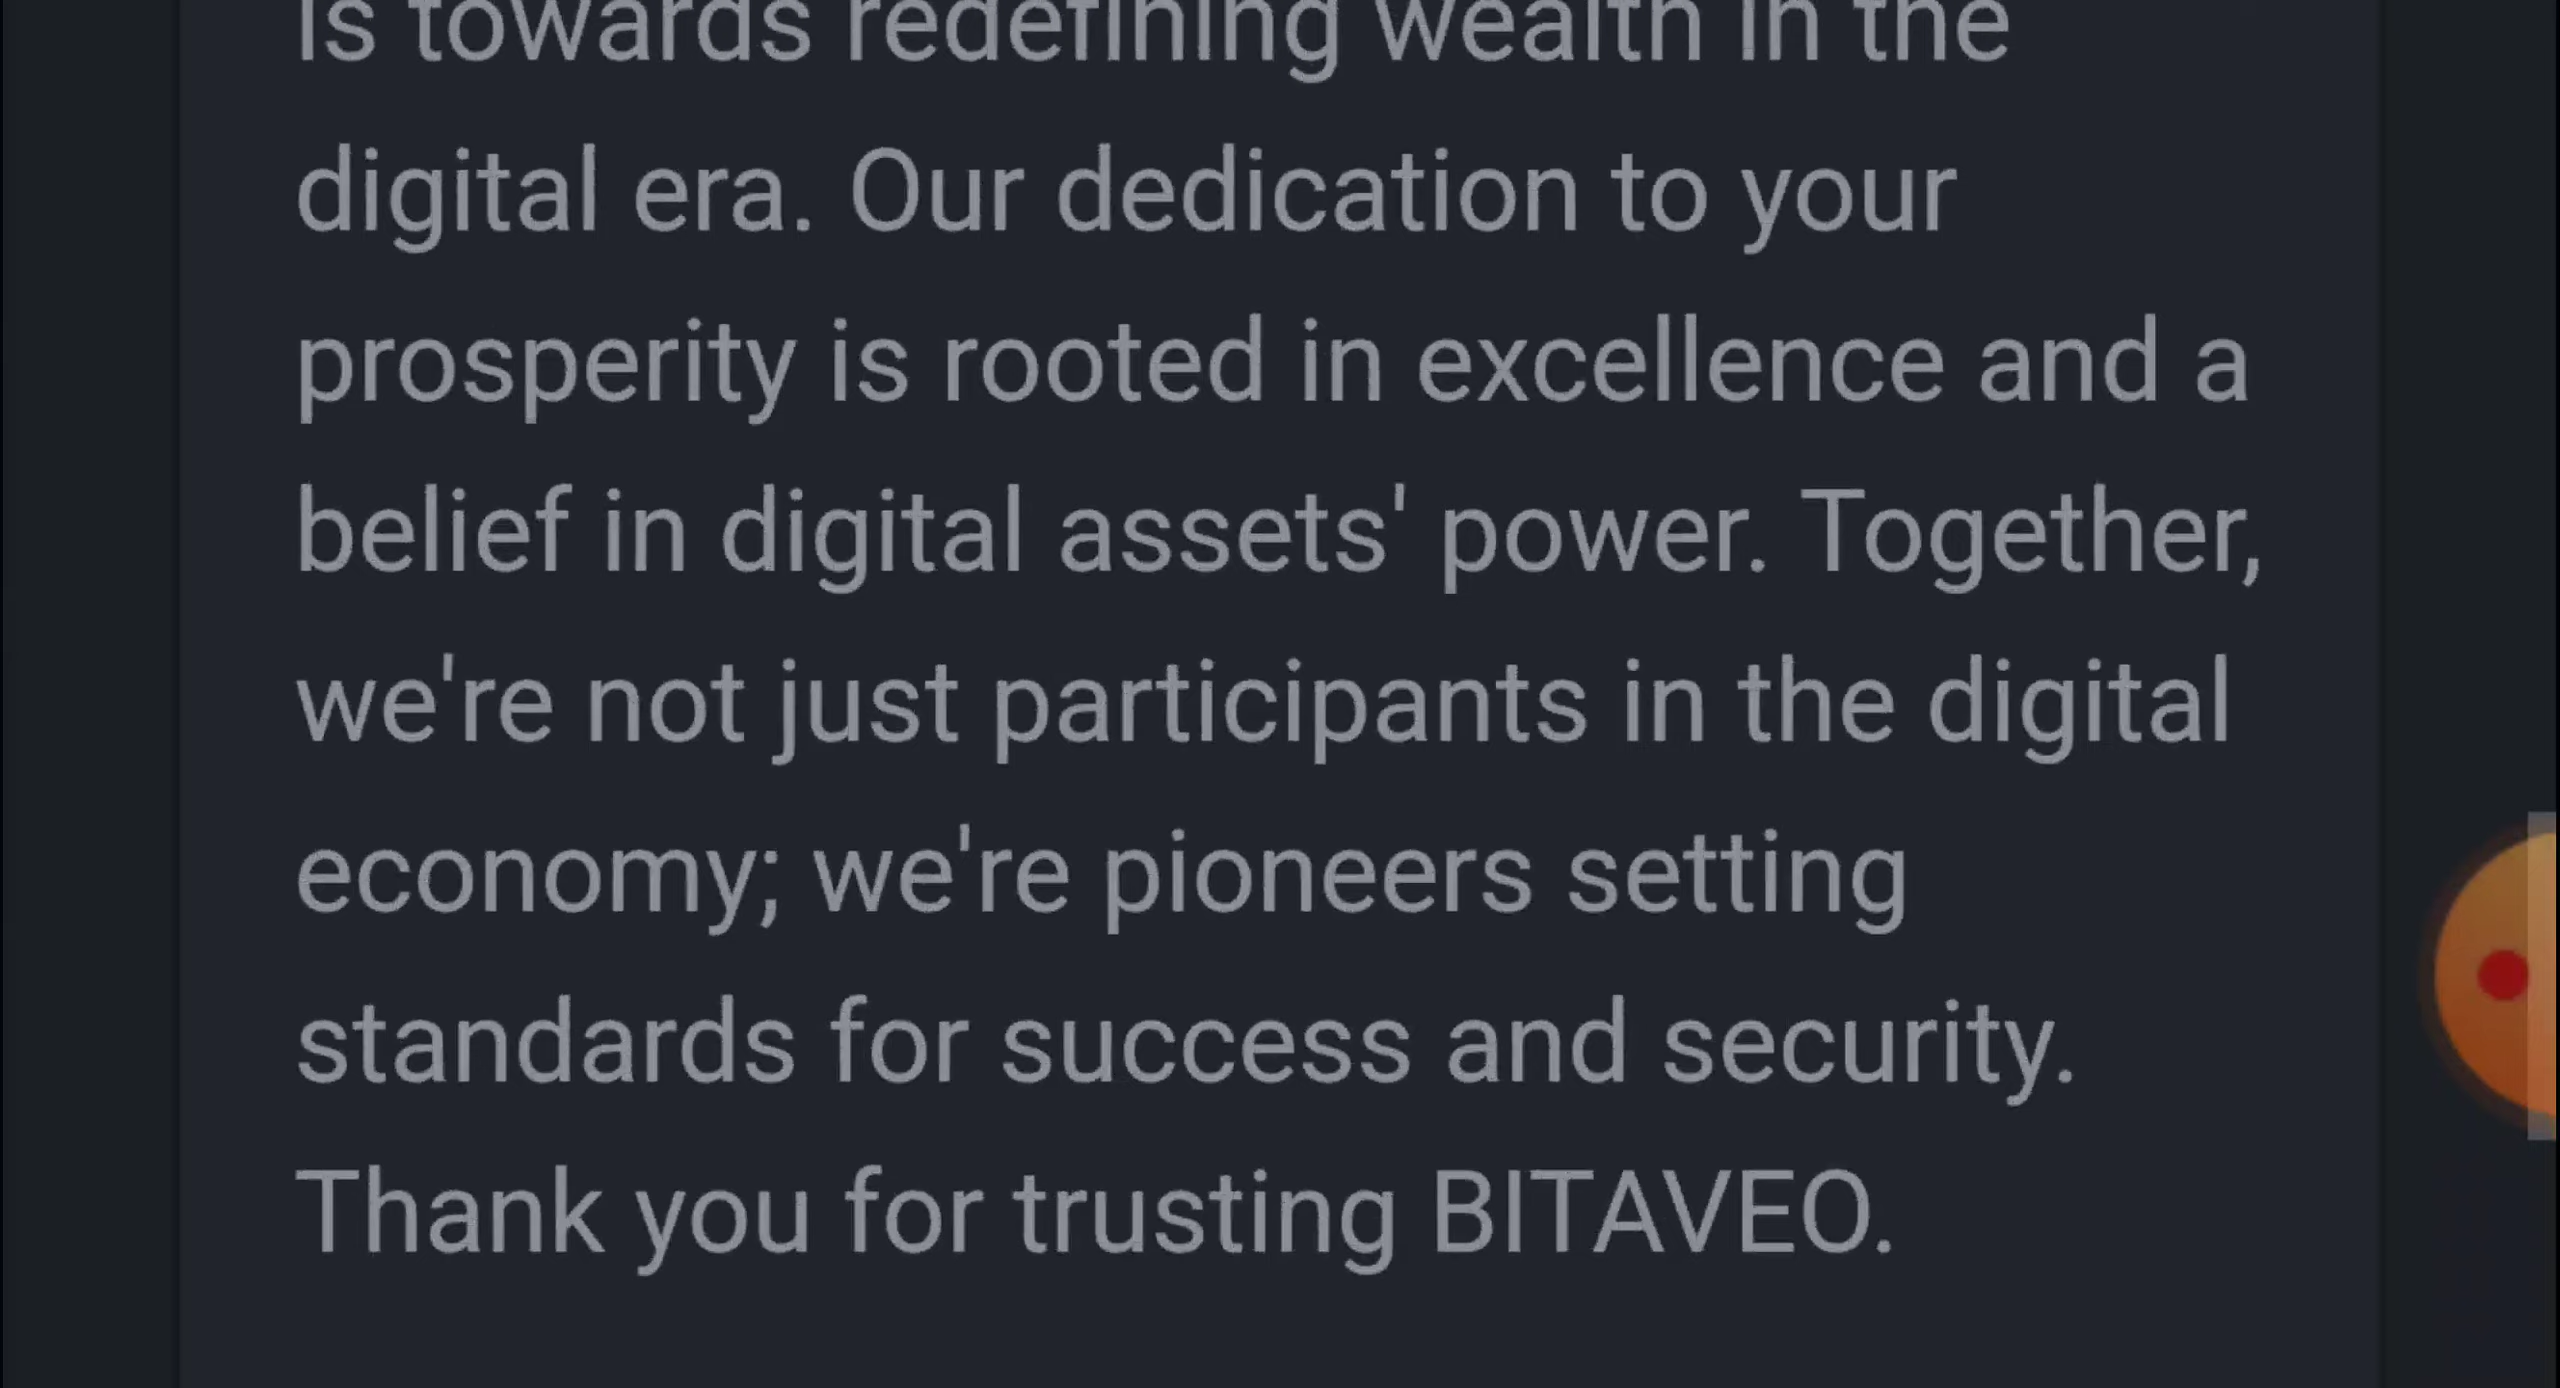 is towards redefining wealth in the
digital era. Our dedication to your
prosperity is rooted in excellence and a
belief in digital assets' power. Together,
we're not just participants in the digital
economy; we're pioneers setting
standards for success and security.
Thank you for trusting BITAVEO.